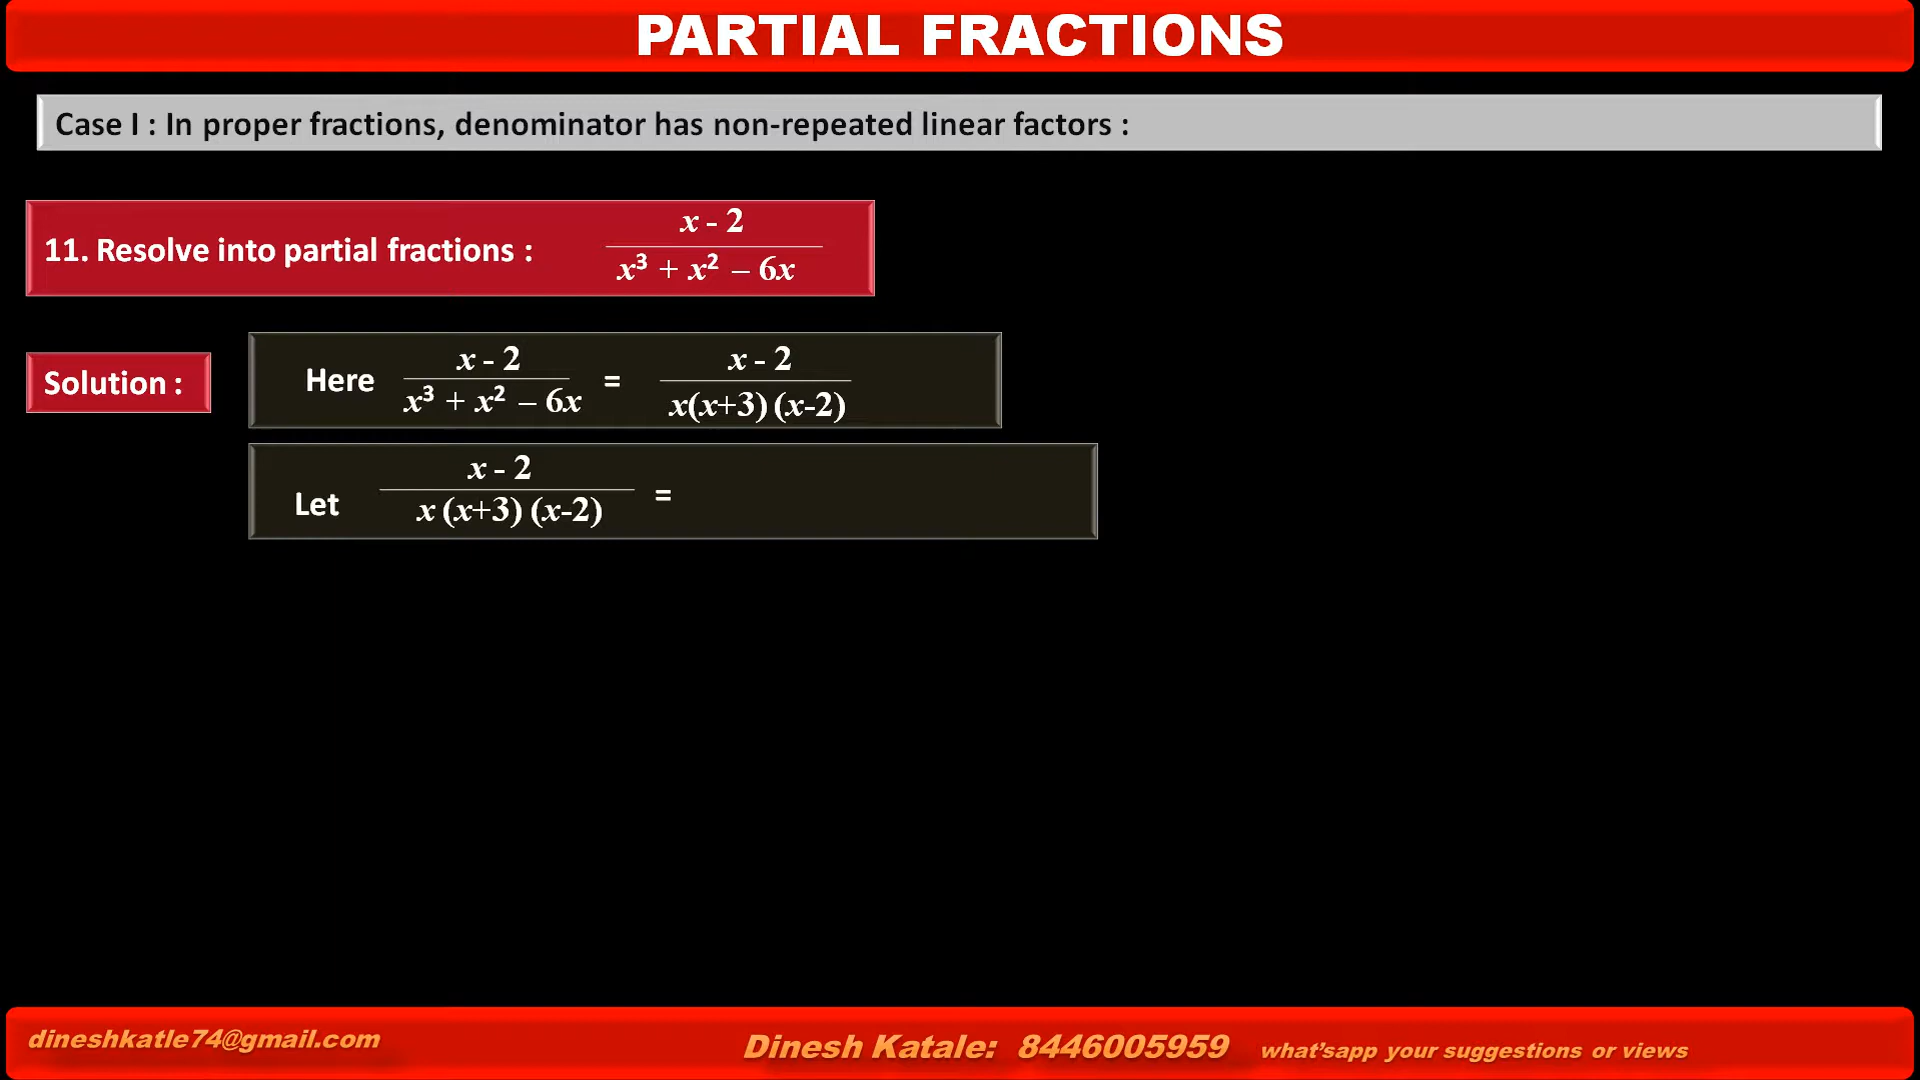 PARTIAL FRACTIONS
Case I : In proper fractions, denominator has non-repeated linear factors :
x - 2
11. Resolve into partial fractions :
x³ + x² – 6x
Solution :
x - 2
x - 2
Here
=
x³ + x² – 6x
x(x+3) (x-2)
x - 2
Let
=
x (x+3) (x-2)
dineshkatle74@gmail.com
Dinesh Katale: 8446005959
what'sapp your suggestions or views